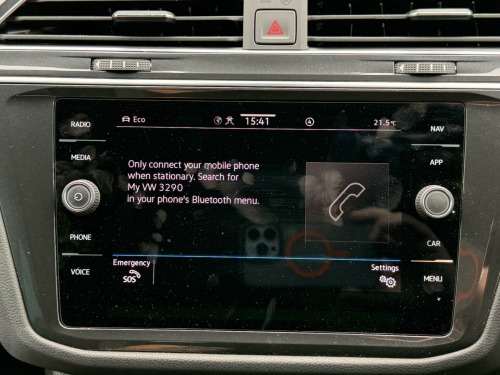 RADIO
Eco
15:41
21.5°C
NAV
MEDIA
APP
Only connect your mobile phone
when stationary. Search for
My VW 3290
in your phone's Bluetooth menu.
PHONE
CAR
VOICE
Emergency
SOS
Settings
MENU